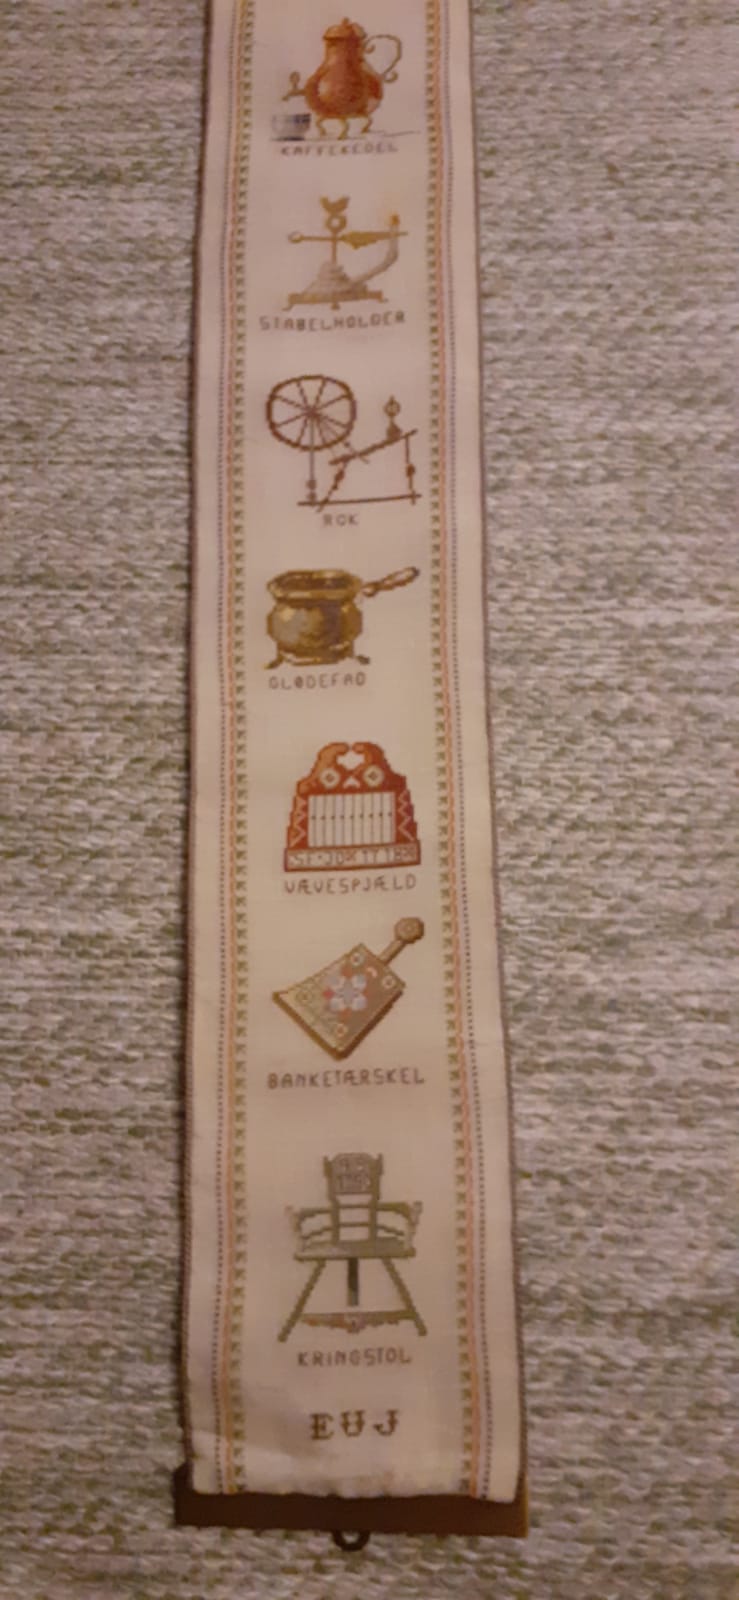 KAFFEKEDEL
STABELHOLDER
ROK
GLØDEFAD
VÆVESPJÆLD
BANKETÆRSKEL
KRINGSTOL
EUJ